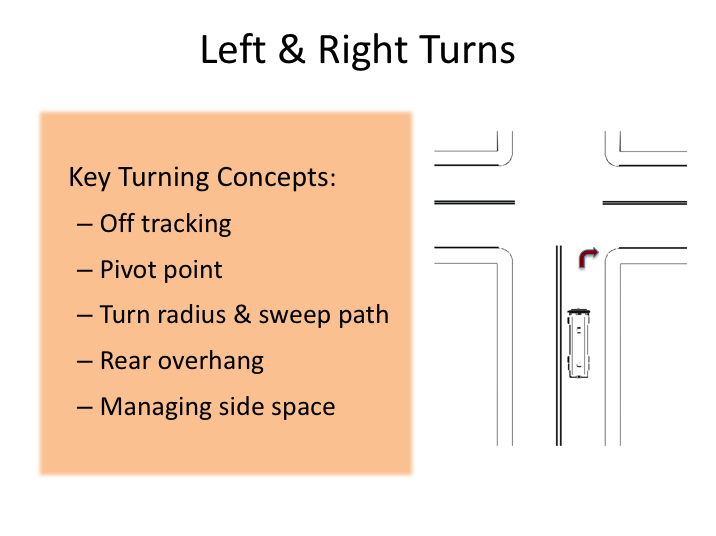 Left & Right Turns
Key Turning Concepts:
– Off tracking
– Pivot point
– Turn radius & sweep path
– Rear overhang
– Managing side space